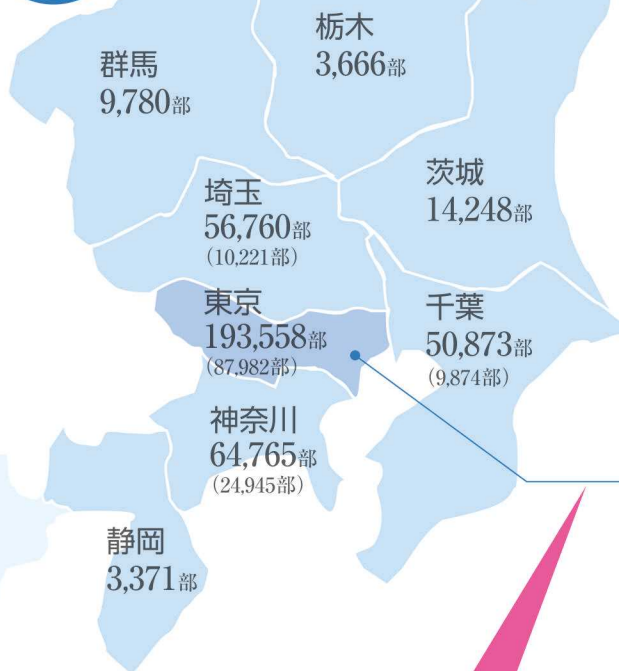 栃木
3,666部
群馬
9,780部
茨城
14,248部
埼玉
56,760部
(10,221部)
東京
193,558部
(87,982部)
千葉
50,873部
(9,874部)
神奈川
64,765部
(24,945部)
静岡
3,371部